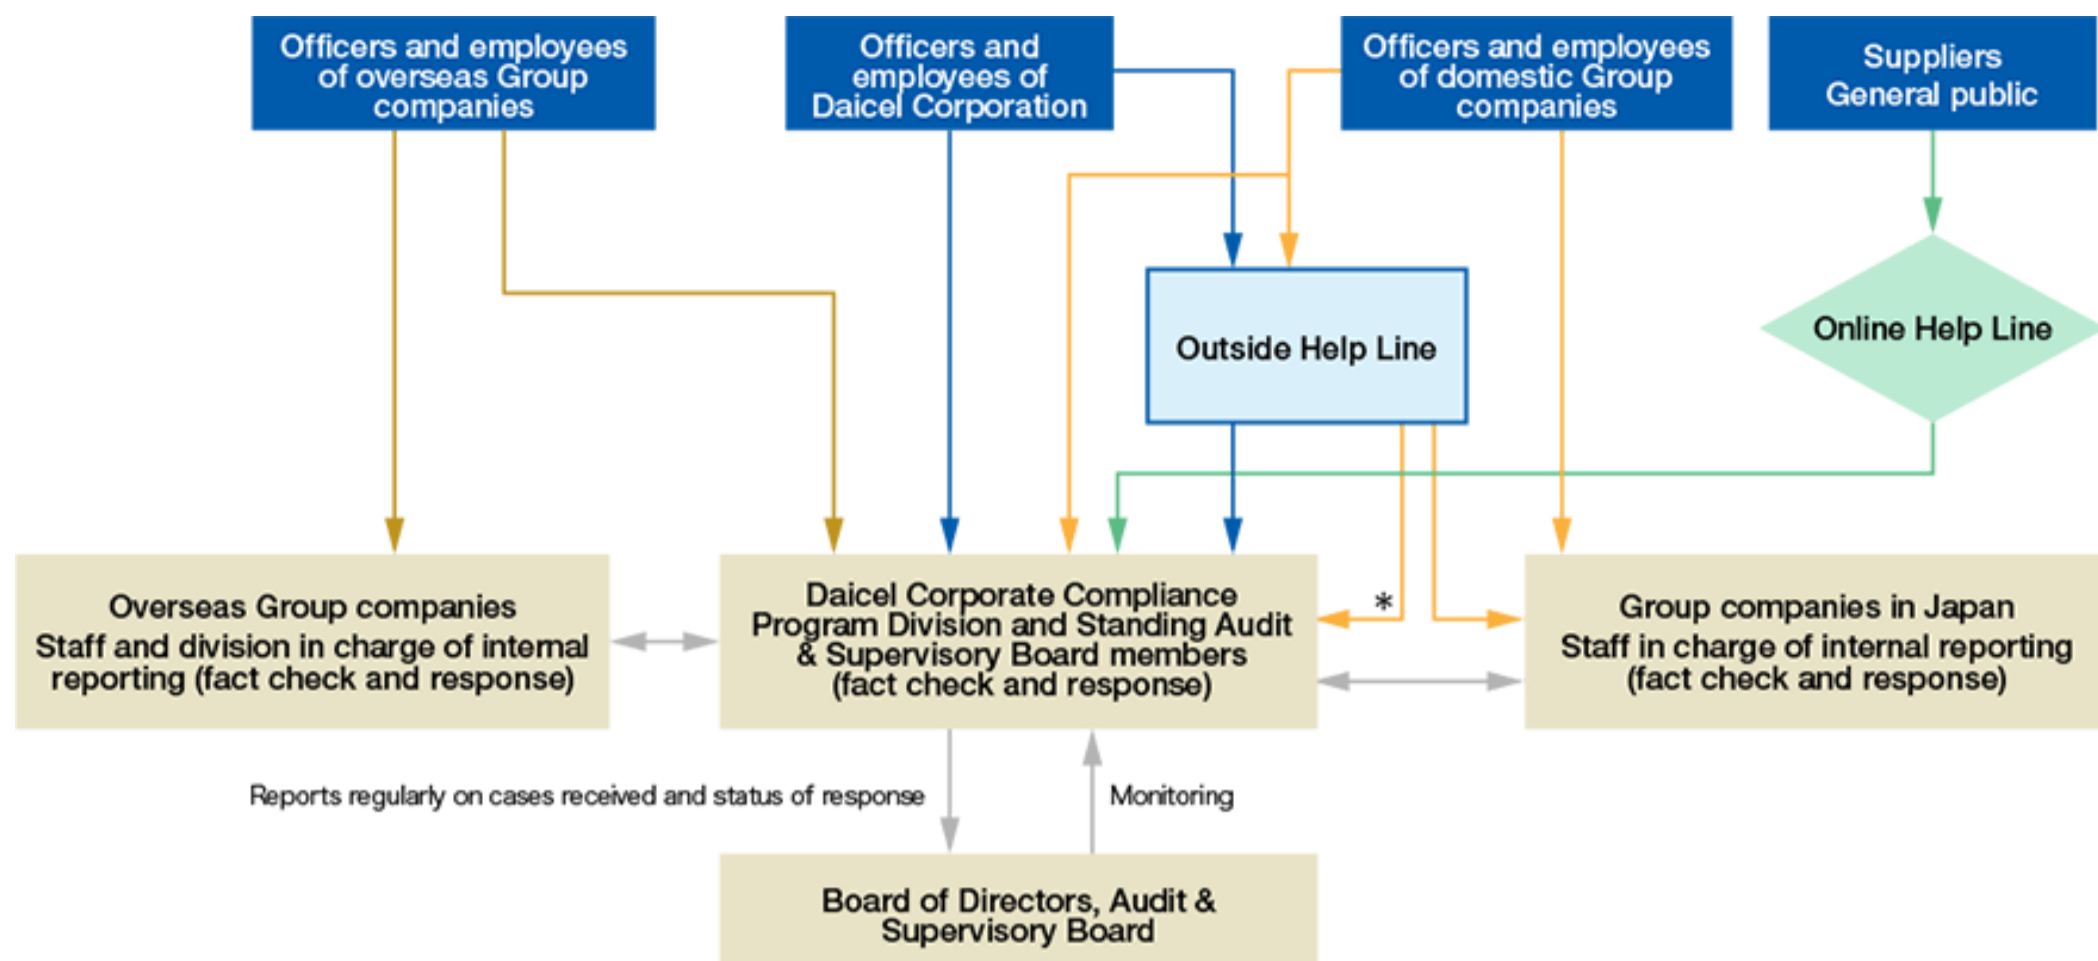 Officers and employees
of overseas Group
companies
Officers and
employees of
Daicel Corporation
Officers and employees
of domestic Group
companies
Suppliers
General public
Outside Help Line
Online Help Line
Overseas Group companies
Staff and division in charge of internal
reporting (fact check and response)
Daicel Corporate Compliance
Program Division and Standing Audit
& Supervisory Board members
(fact check and response)
*
Group companies in Japan
Staff in charge of internal reporting
(fact check and response)
Reports regularly on cases received and status of response
Monitoring
Board of Directors, Audit &
Supervisory Board